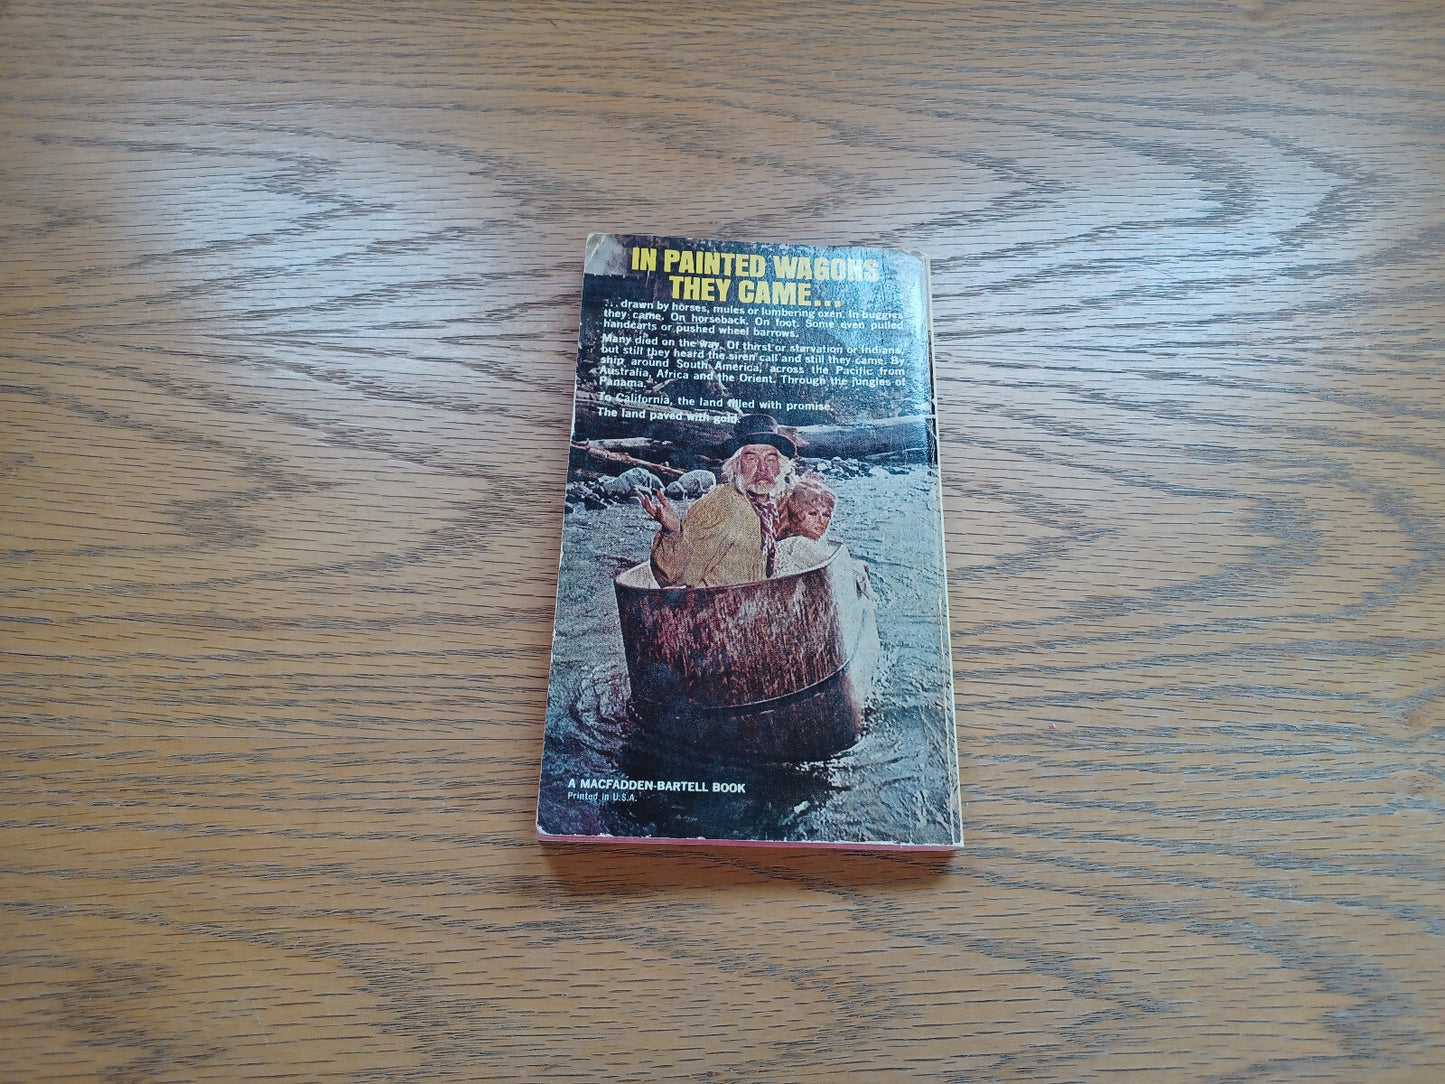 IN PAINTED WAGONS
THEY CAME...
... drawn by horses, mules or lumbering oxen. In buggies
they came. On horseback. On foot. Some even pulled
handcarts or pushed wheel barrows.
Many died on the way. Of thirst or starvation or Indians,
but still they heard the siren call and still they came. By
ship around South America, across the Pacific from
Australia, Africa and the Orient. Through the jungles of
Panama.
To California, the land filled with promise.
The land paved with gold.
A MACFADDEN-BARTELL BOOK
Printed in U.S.A.